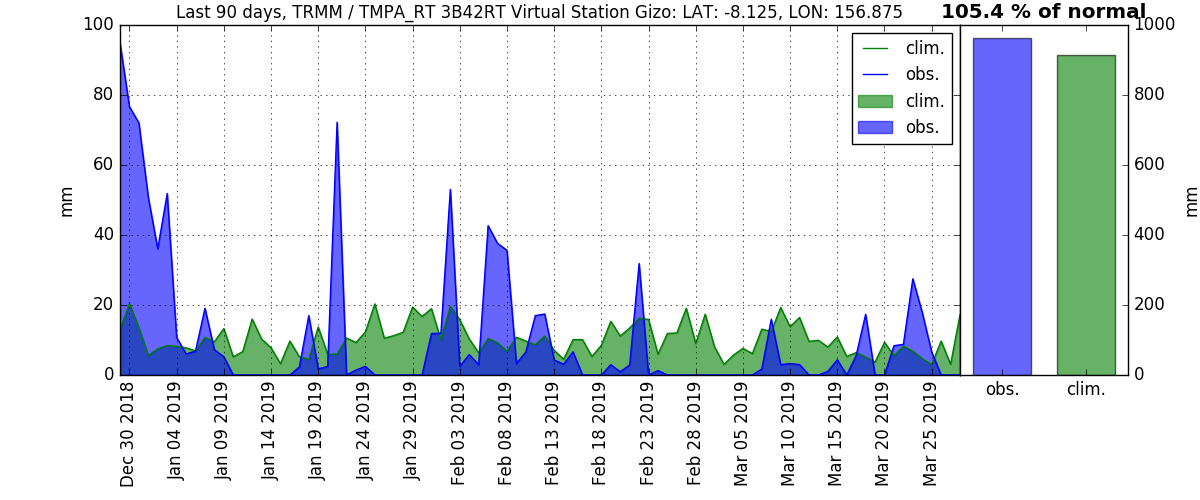 Last 90 days, TRMM / TMPA_RT 3B42RT Virtual Station Gizo: LAT: -8.125, LON: 156.875
105.4 % of normal
100
80
60
40
20
0
mm
clim.
obs.
clim.
obs.
1000
800
600
400
200
0
mm
Dec 30 2018
Jan 04 2019
Jan 09 2019
Jan 14 2019
Jan 19 2019
Jan 24 2019
Jan 29 2019
Feb 03 2019
Feb 08 2019
Feb 13 2019
Feb 18 2019
Feb 23 2019
Feb 28 2019
Mar 05 2019
Mar 10 2019
Mar 15 2019
Mar 20 2019
Mar 25 2019
obs.
clim.